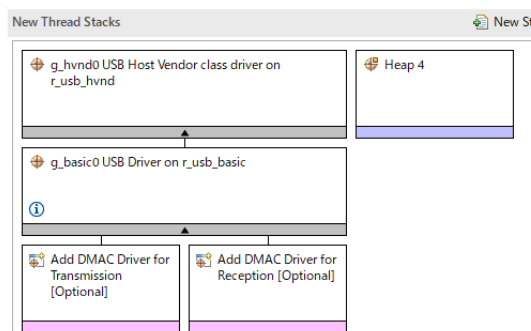 New Thread Stacks
New St
g_hvnd0 USB Host Vendor class driver on
r_usb_hvnd
Heap 4
g_basic0 USB Driver on r_usb_basic
Add DMAC Driver for
Transmission
[Optional]
Add DMAC Driver for
Reception [Optional]